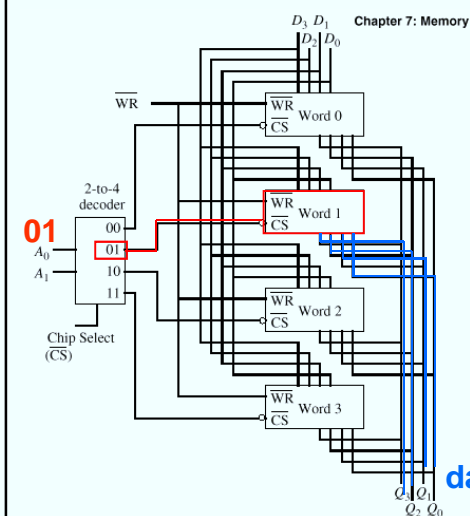 D3 D1
D2 D0
Chapter 7: Memory
WR
WR
Word 0
CS
2-to-4
decoder
00
01
WR
Word 1
CS
01
A0
A1
10
11
WR
Word 2
CS
Chip Select
(CS)
WR
Word 3
CS
da
Q3 Q1
Q2 Q0